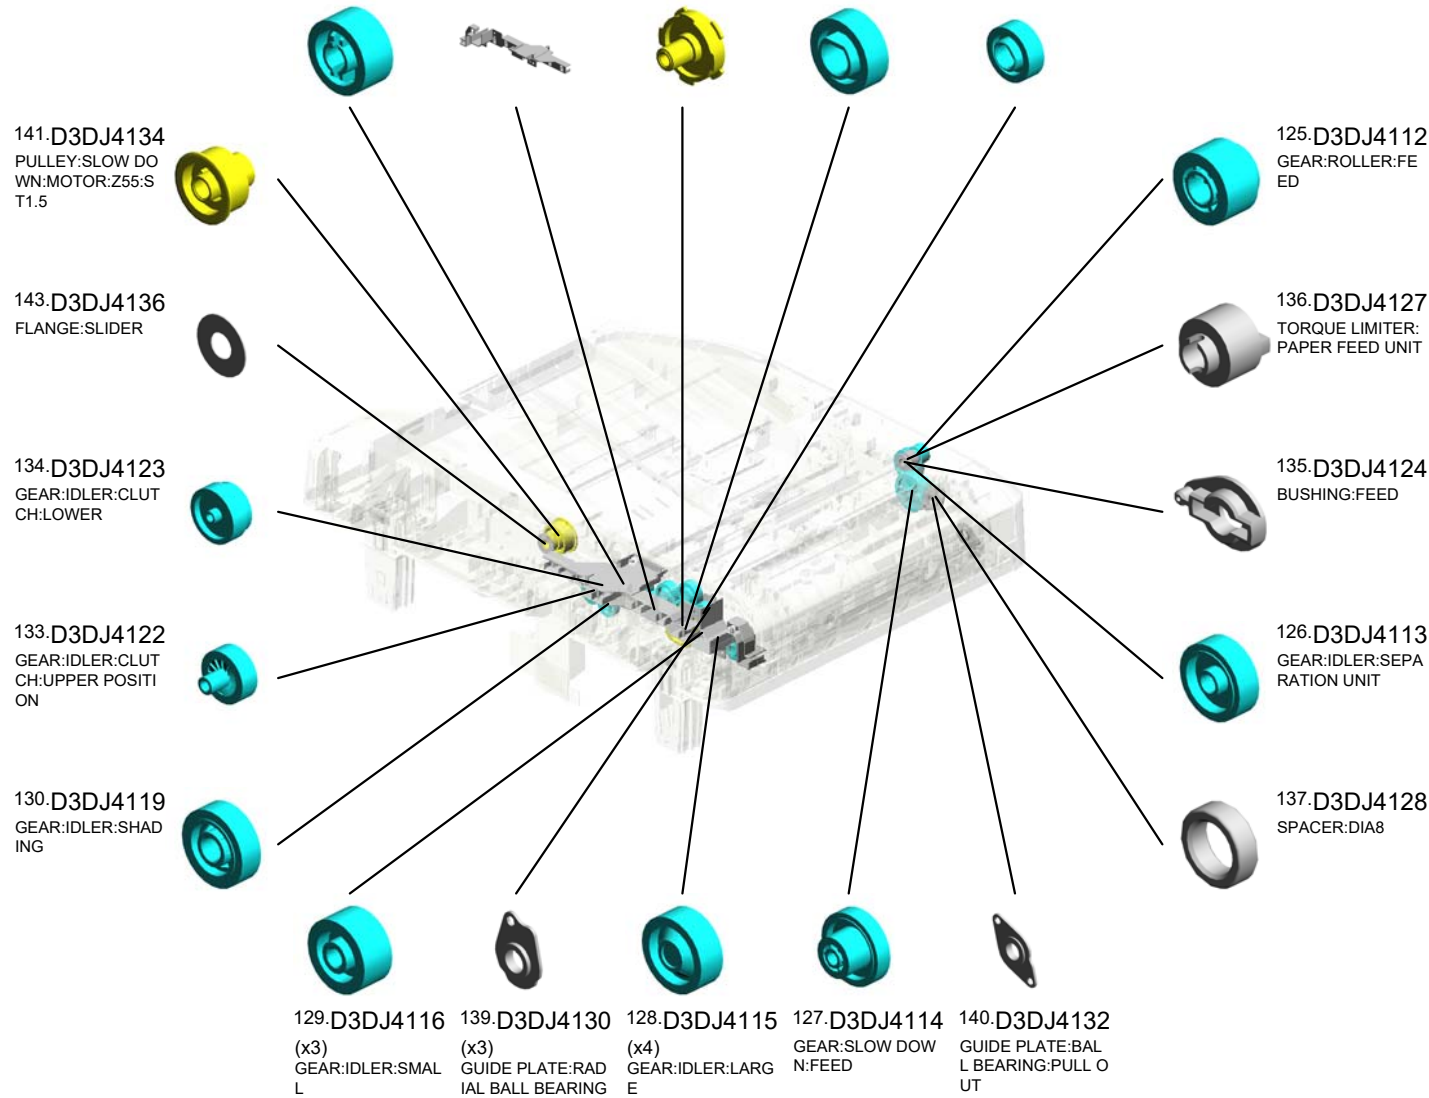 141.D3DJ4134
PULLEY:SLOW DO
WN:MOTOR:Z55:S
T1.5
143.D3DJ4136
FLANGE:SLIDER
134.D3DJ4123
GEAR:IDLER:CLUT
CH:LOWER
133.D3DJ4122
GEAR:IDLER:CLUT
CH:UPPER POSITI
ON
130.D3DJ4119
GEAR:IDLER:SHAD
ING
125.D3DJ4112
GEAR:ROLLER:FE
ED
136.D3DJ4127
TORQUE LIMITER:
PAPER FEED UNIT
135.D3DJ4124
BUSHING:FEED
126.D3DJ4113
GEAR:IDLER:SEPA
RATION UNIT
137.D3DJ4128
SPACER:DIA8
129.D3DJ4116
(x3)
GEAR:IDLER:SMAL
L
139.D3DJ4130
(x3)
GUIDE PLATE:RAD
IAL BALL BEARING
128.D3DJ4115
(x4)
GEAR:IDLER:LARG
E
127.D3DJ4114
GEAR:SLOW DOW
N:FEED
140.D3DJ4132
GUIDE PLATE:BAL
L BEARING:PULL O
UT